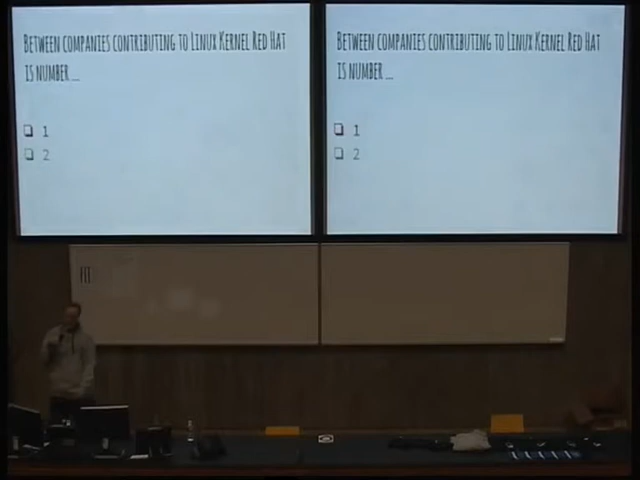 Between companies contributing to Linux Kernel Red Hat
is number ...
1
2
Between companies contributing to Linux Kernel Red Hat
is number ...
1
2